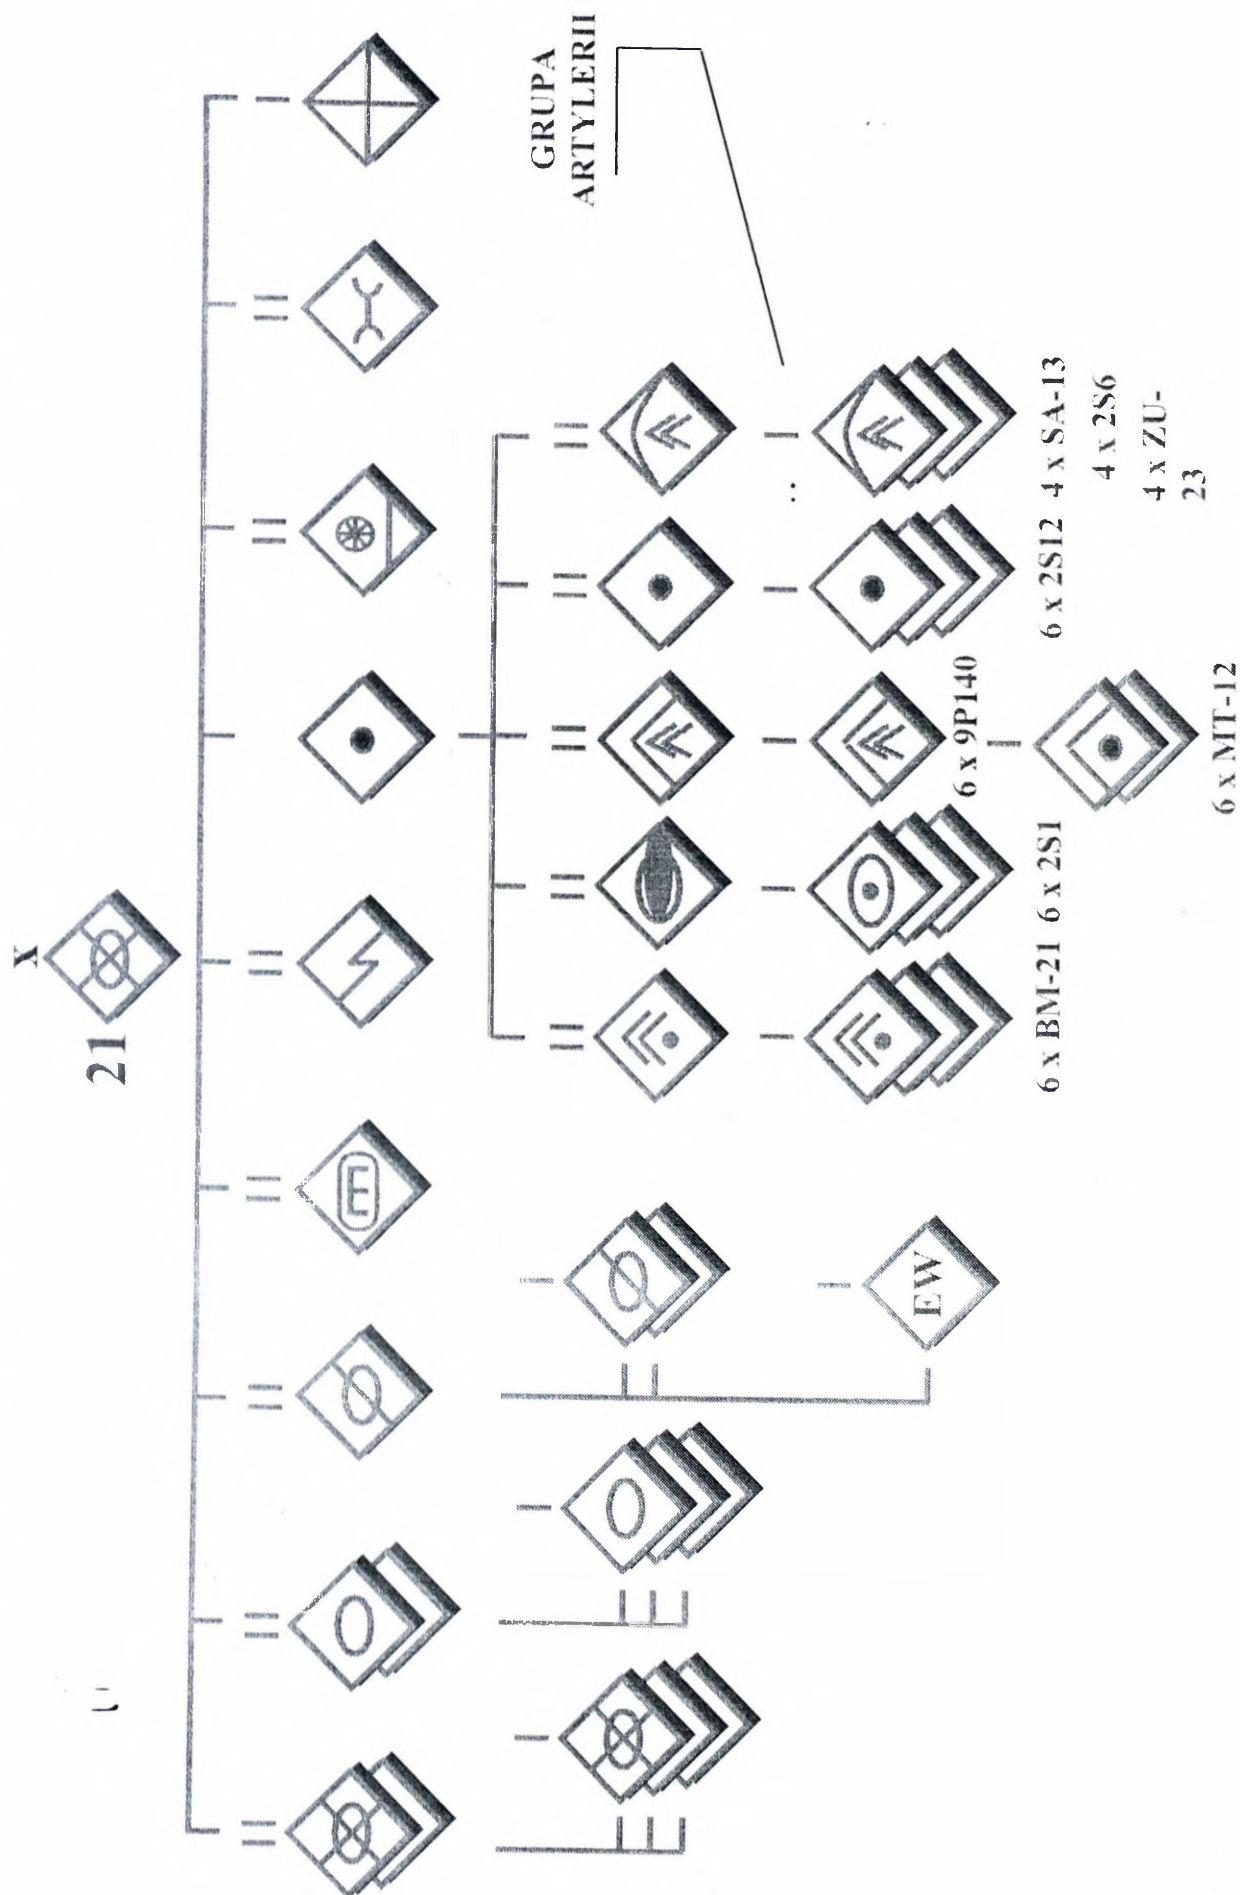 X
21
E
GRUPA
ARTYLERII
EW
6 x BM-21
6 x 2S1
6 x 9P140
6 x 2S12
4 x SA-13
4 x 2S6
4 x ZU-
23
6 x MT-12